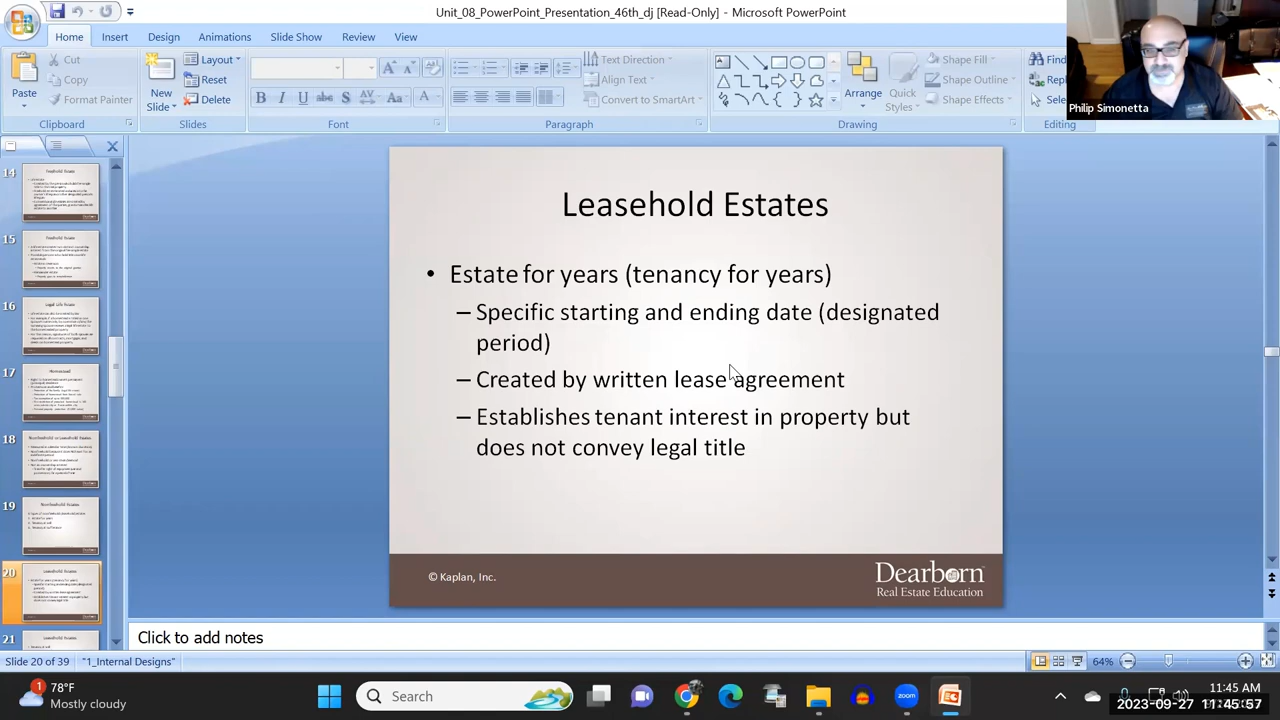 Unit_08_PowerPoint_Presentation_46th_dj [Read-Only] - Microsoft PowerPoint
Home Insert Design Animations Slide Show Review View
Cut
Copy
Format Painter
Paste
Clipboard
New
Slide
Layout
Reset
Delete
Slides
Font
Text Direction
Align Text
Convert to SmartArt
Paragraph
Arrange
Quick
Styles
Shape Fill
Shape Outline
Shape Effects
Drawing
Editing
Philip Simonetta
14
15
16
17
18
19
20
21
Leasehold Estates
• Estate for years (tenancy for years)
– Specific starting and ending date (designated
period)
– Created by written lease agreement
– Establishes tenant interest in property but
does not convey legal title
© Kaplan, Inc.
Dearborn
Real Estate Education
Click to add notes
Slide 20 of 39 "1_Internal Designs" 64%
1
78°F
Mostly cloudy
Search
zoom
11:45 AM
2023-09-27 11:45:57